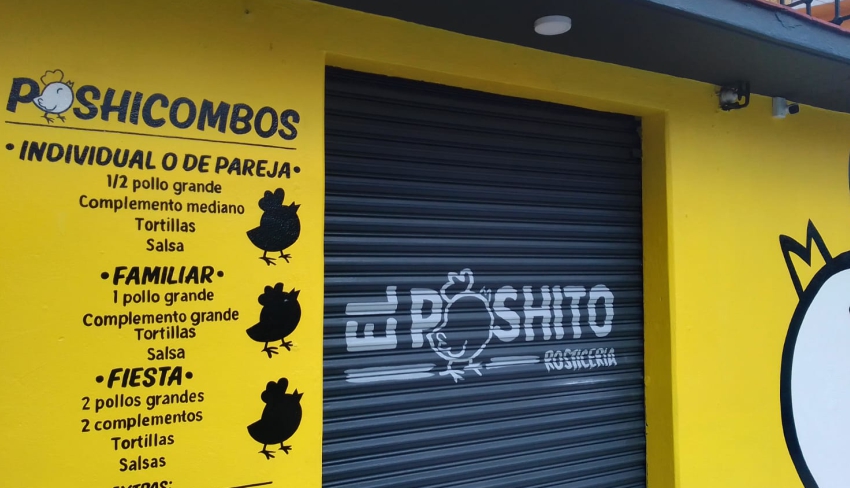 POSHICOMBOS
• INDIVIDUAL O DE PAREJA •
1/2 pollo grande
Complemento mediano
Tortillas
Salsa
• FAMILIAR •
1 pollo grande
Complemento grande
Tortillas
Salsa
• FIESTA •
2 pollos grandes
2 complementos
Tortillas
Salsas
EXTRAS:
EL POSHITO
ROSTICERIA